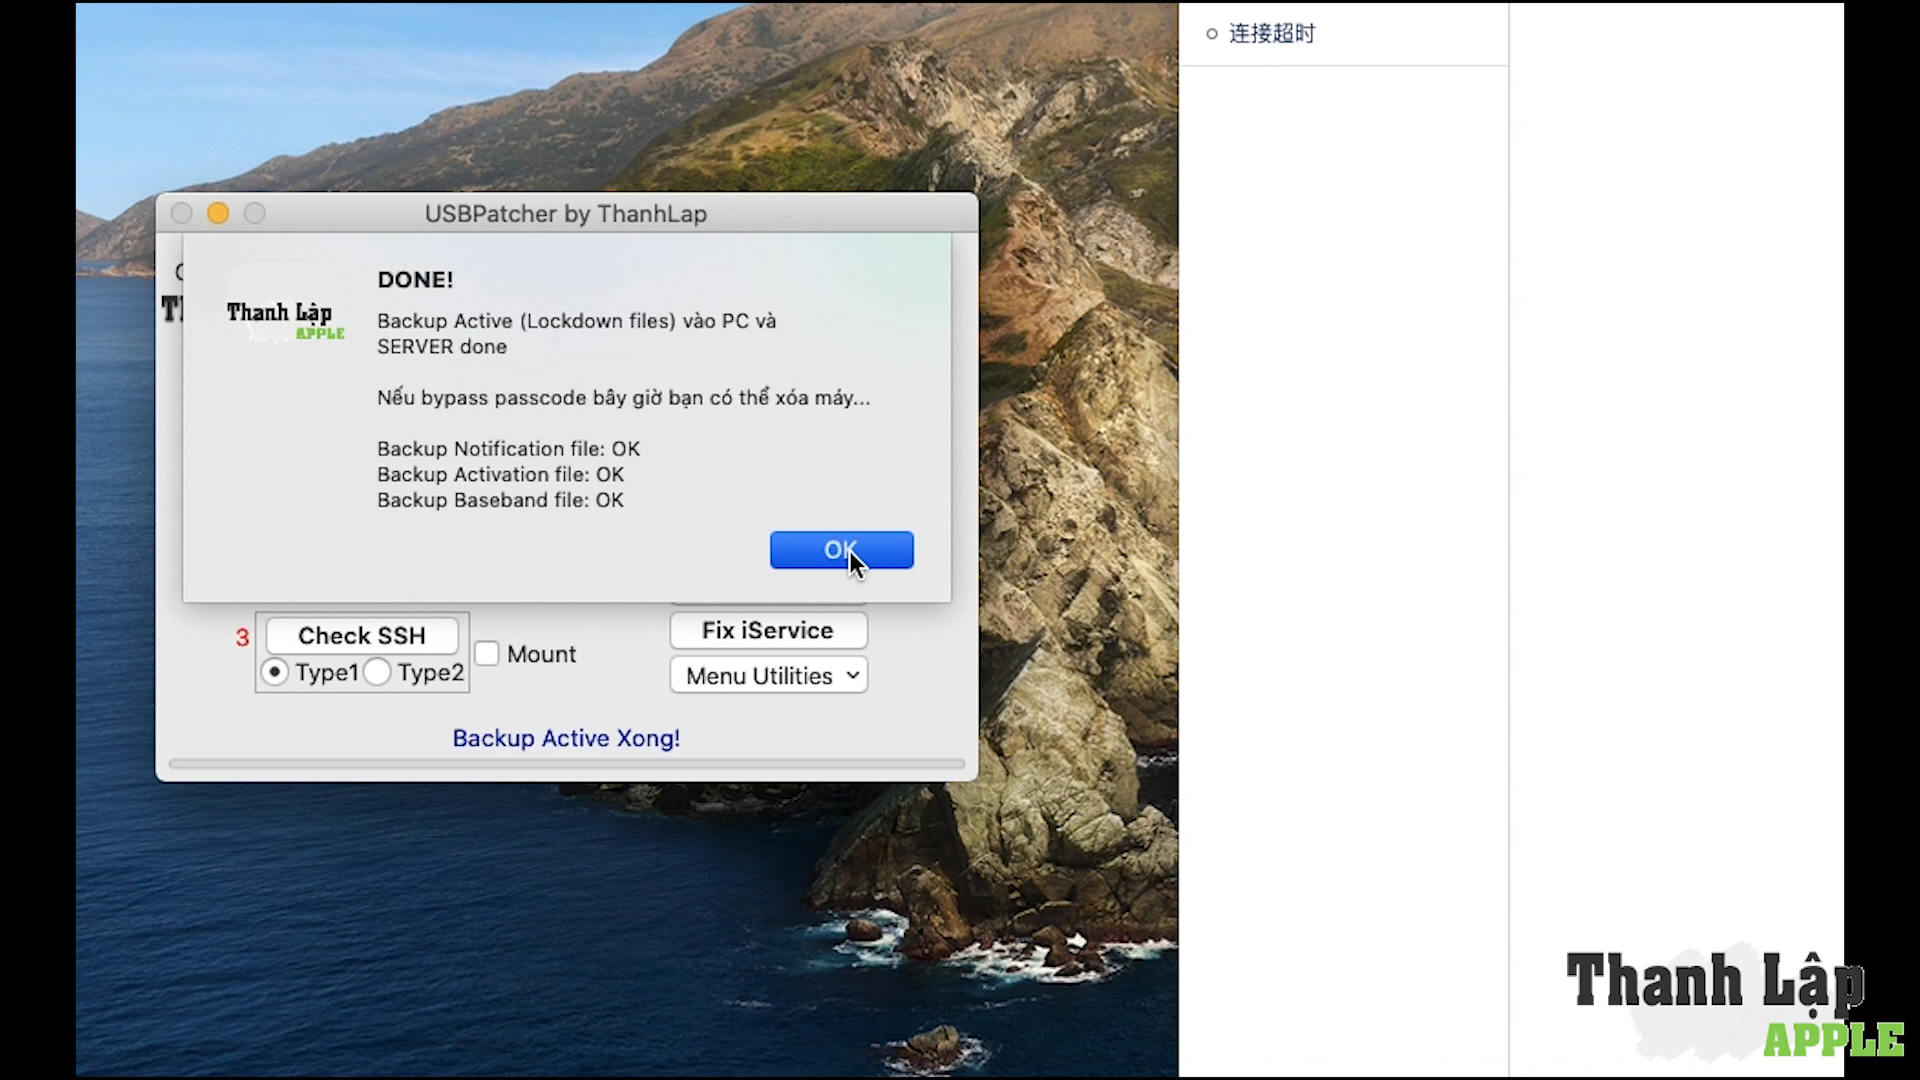 连接超时
USBPatcher by ThanhLap
DONE!
Thanh Lập
APPLE
Backup Active (Lockdown files) vào PC và
SERVER done
Nếu bypass passcode bây giờ bạn có thể xóa máy...
Backup Notification file: OK
Backup Activation file: OK
Backup Baseband file: OK
OK
3
Check SSH
Type1
Type2
Mount
Fix iService
Menu Utilities
Backup Active Xong!
Thanh Lập
APPLE